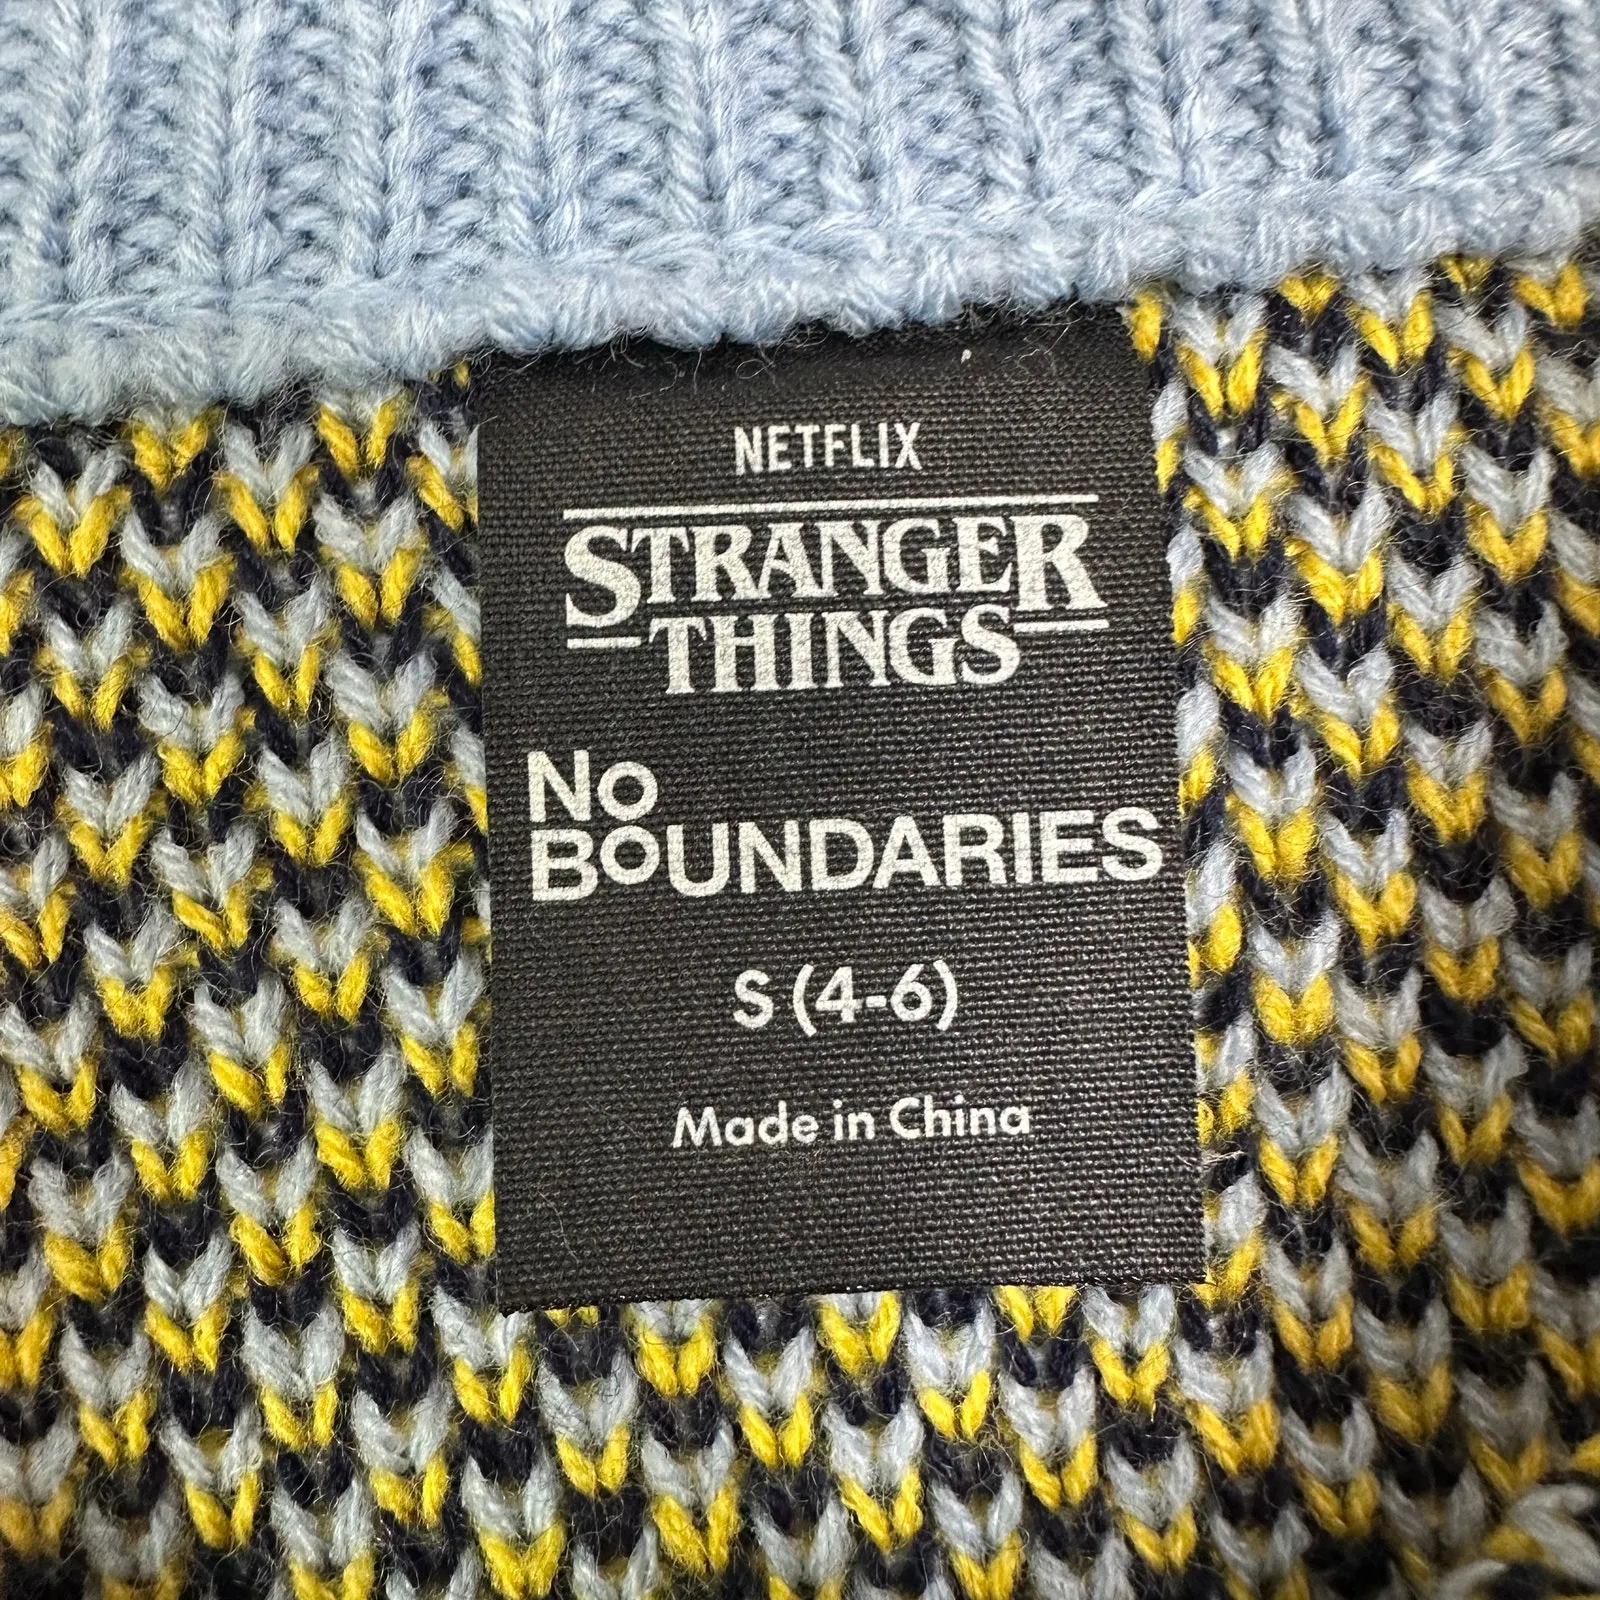 NETFLIX
STRANGER
THINGS
No
BoUNDARIES
S (4-6)
Made in China